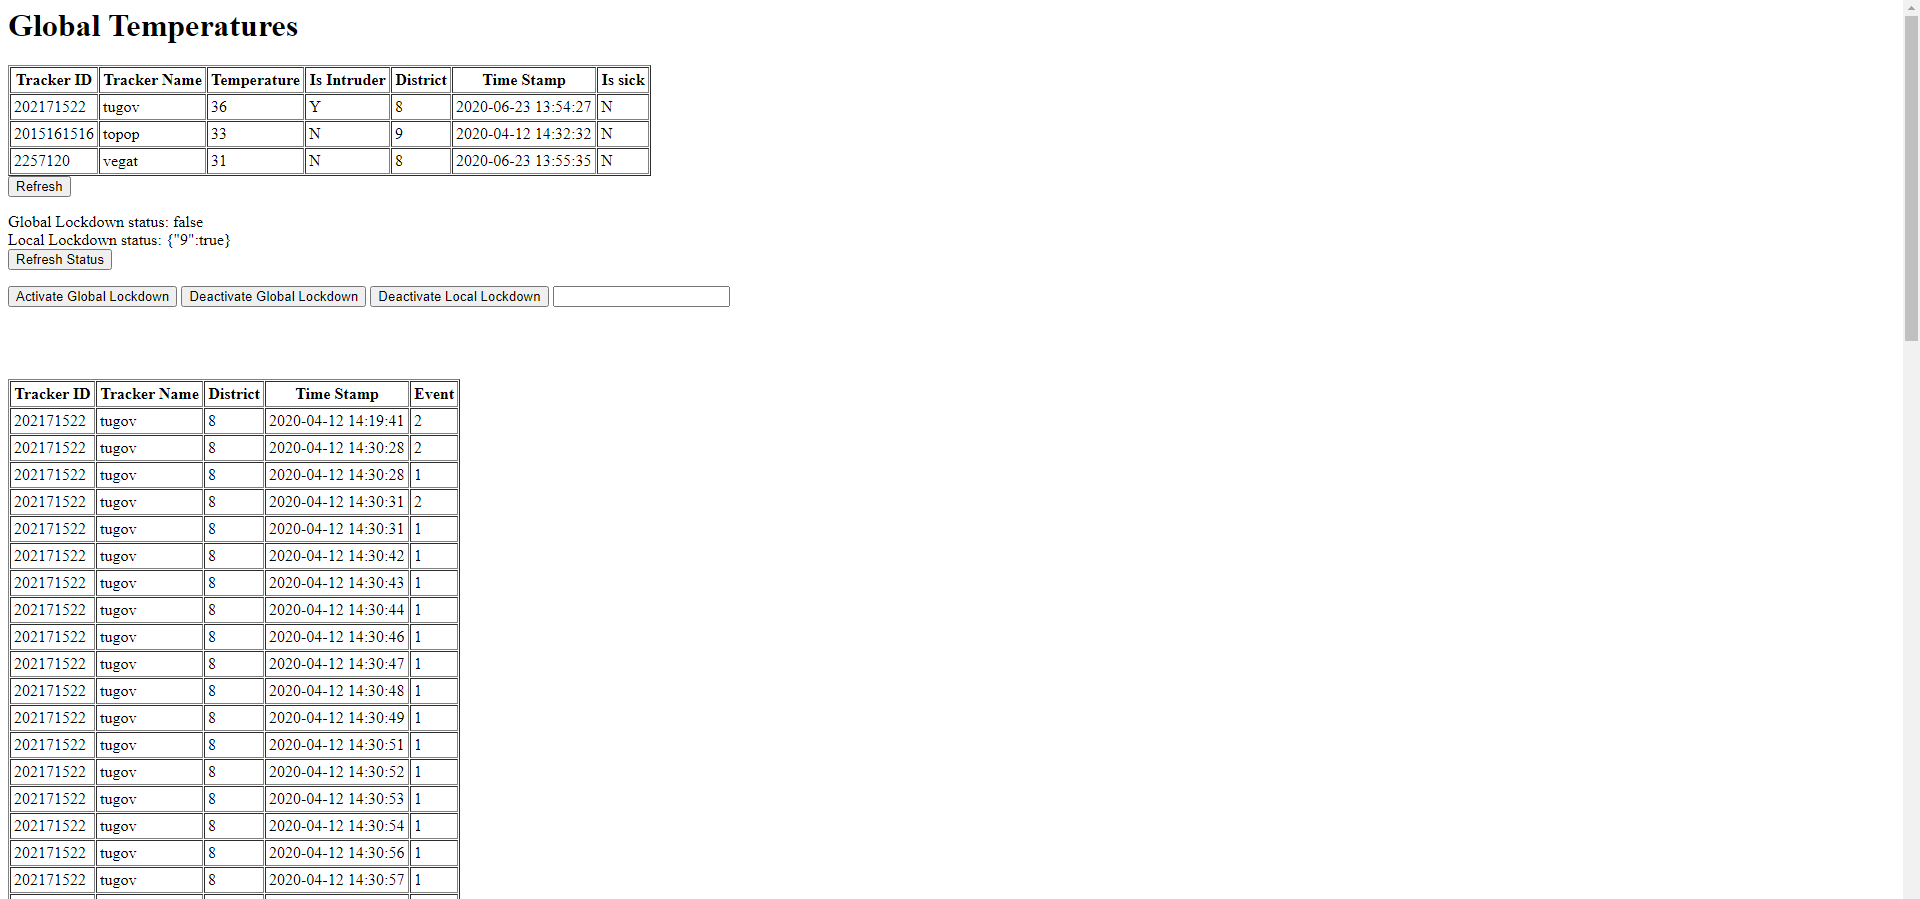 Global Temperatures
Tracker ID Tracker Name Temperature Is Intruder District Time Stamp Is sick
202171522 tugov 36 Y 8 2020-06-23 13:54:27 N
2015161516 topop 33 N 9 2020-04-12 14:32:32 N
2257120 vegat 31 N 8 2020-06-23 13:55:35 N
Refresh
Global Lockdown status: false
Local Lockdown status: {"9":true}
Refresh Status
Activate Global Lockdown Deactivate Global Lockdown Deactivate Local Lockdown
Tracker ID Tracker Name District Time Stamp Event
202171522 tugov 8 2020-04-12 14:19:41 2
202171522 tugov 8 2020-04-12 14:30:28 2
202171522 tugov 8 2020-04-12 14:30:28 1
202171522 tugov 8 2020-04-12 14:30:31 2
202171522 tugov 8 2020-04-12 14:30:31 1
202171522 tugov 8 2020-04-12 14:30:42 1
202171522 tugov 8 2020-04-12 14:30:43 1
202171522 tugov 8 2020-04-12 14:30:44 1
202171522 tugov 8 2020-04-12 14:30:46 1
202171522 tugov 8 2020-04-12 14:30:47 1
202171522 tugov 8 2020-04-12 14:30:48 1
202171522 tugov 8 2020-04-12 14:30:49 1
202171522 tugov 8 2020-04-12 14:30:51 1
202171522 tugov 8 2020-04-12 14:30:52 1
202171522 tugov 8 2020-04-12 14:30:53 1
202171522 tugov 8 2020-04-12 14:30:54 1
202171522 tugov 8 2020-04-12 14:30:56 1
202171522 tugov 8 2020-04-12 14:30:57 1